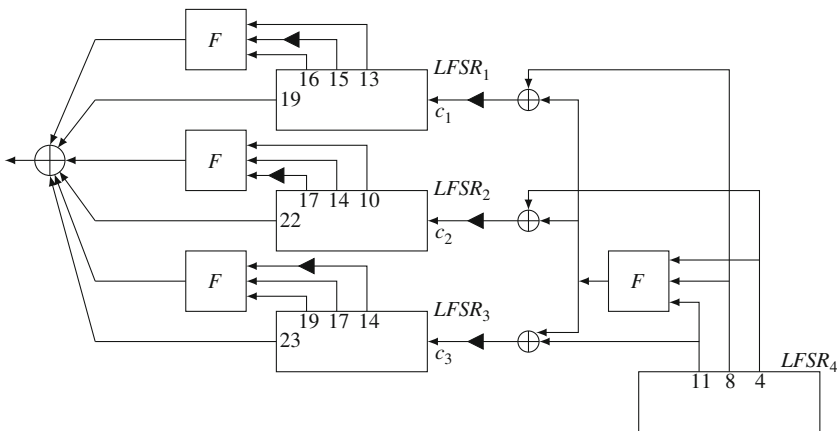 F
LFSR₁
16 15 13
19
c₁
F
LFSR₂
17 14 10
22
c₂
F
F
LFSR₃
19 17 14
23
c₃
LFSR₄
11 8 4